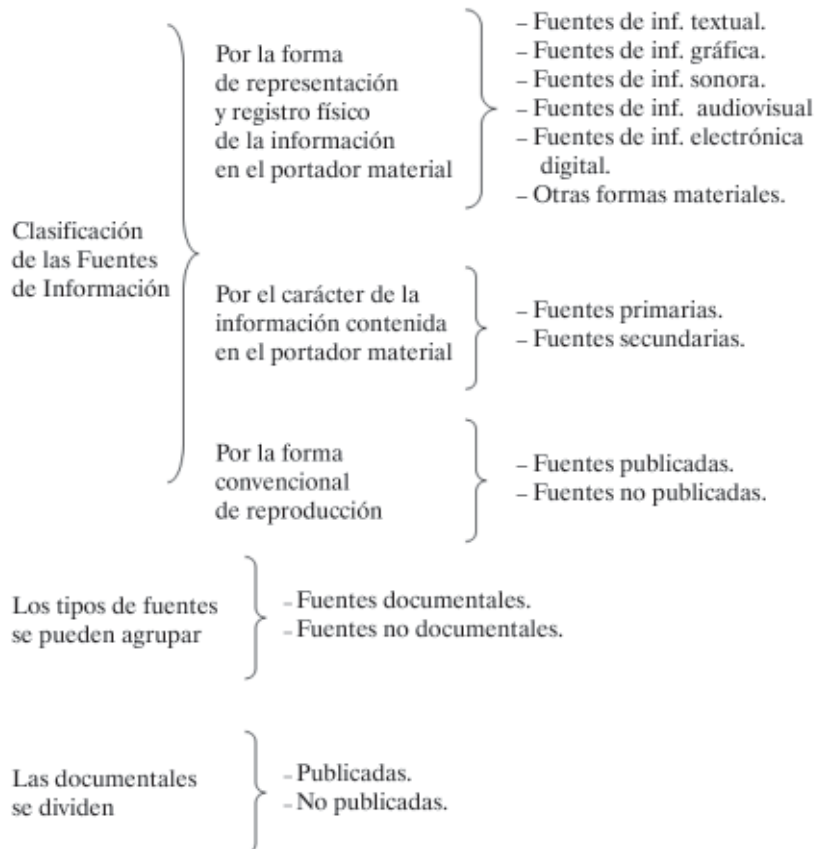 Clasificación
de las Fuentes
de Información
Por la forma
de representación
y registro físico
de la información
en el portador material
– Fuentes de inf. textual.
– Fuentes de inf. gráfica.
– Fuentes de inf. sonora.
– Fuentes de inf. audiovisual
– Fuentes de inf. electrónica
digital.
– Otras formas materiales.
Por el carácter de la
información contenida
en el portador material
– Fuentes primarias.
– Fuentes secundarias.
Por la forma
convencional
de reproducción
– Fuentes publicadas.
– Fuentes no publicadas.
Los tipos de fuentes
se pueden agrupar
– Fuentes documentales.
– Fuentes no documentales.
Las documentales
se dividen
– Publicadas.
– No publicadas.